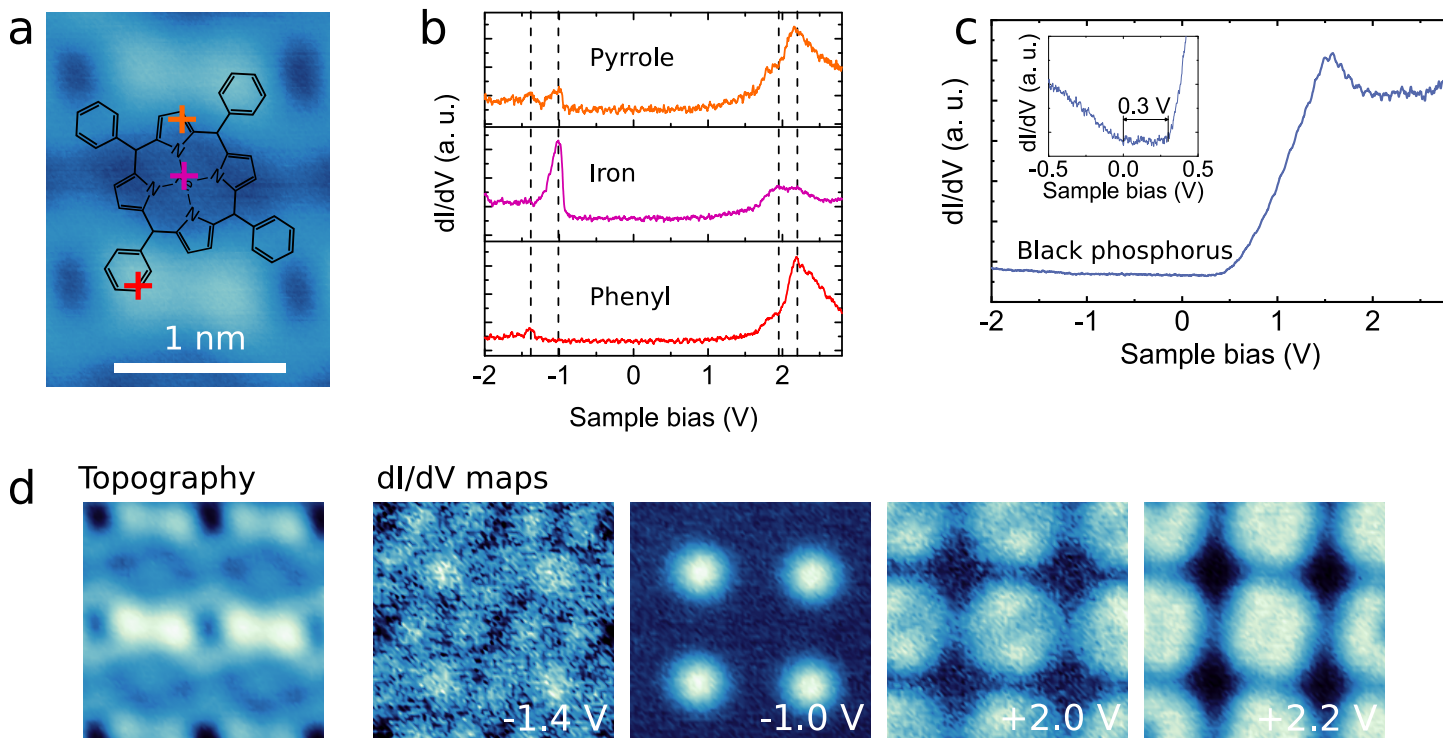 a
N
N
N
N
1 nm
b
Pyrrole
Iron
Phenyl
dI/dV (a. u.)
-2 -1 0 1 2
Sample bias (V)
c
dI/dV (a. u.)
0.3 V
-0.5 0.0 0.5
Sample bias (V)
dI/dV (a. u.)
Black phosphorus
-2 -1 0 1 2
Sample bias (V)
d
Topography
dI/dV maps
-1.4 V
-1.0 V
+2.0 V
+2.2 V